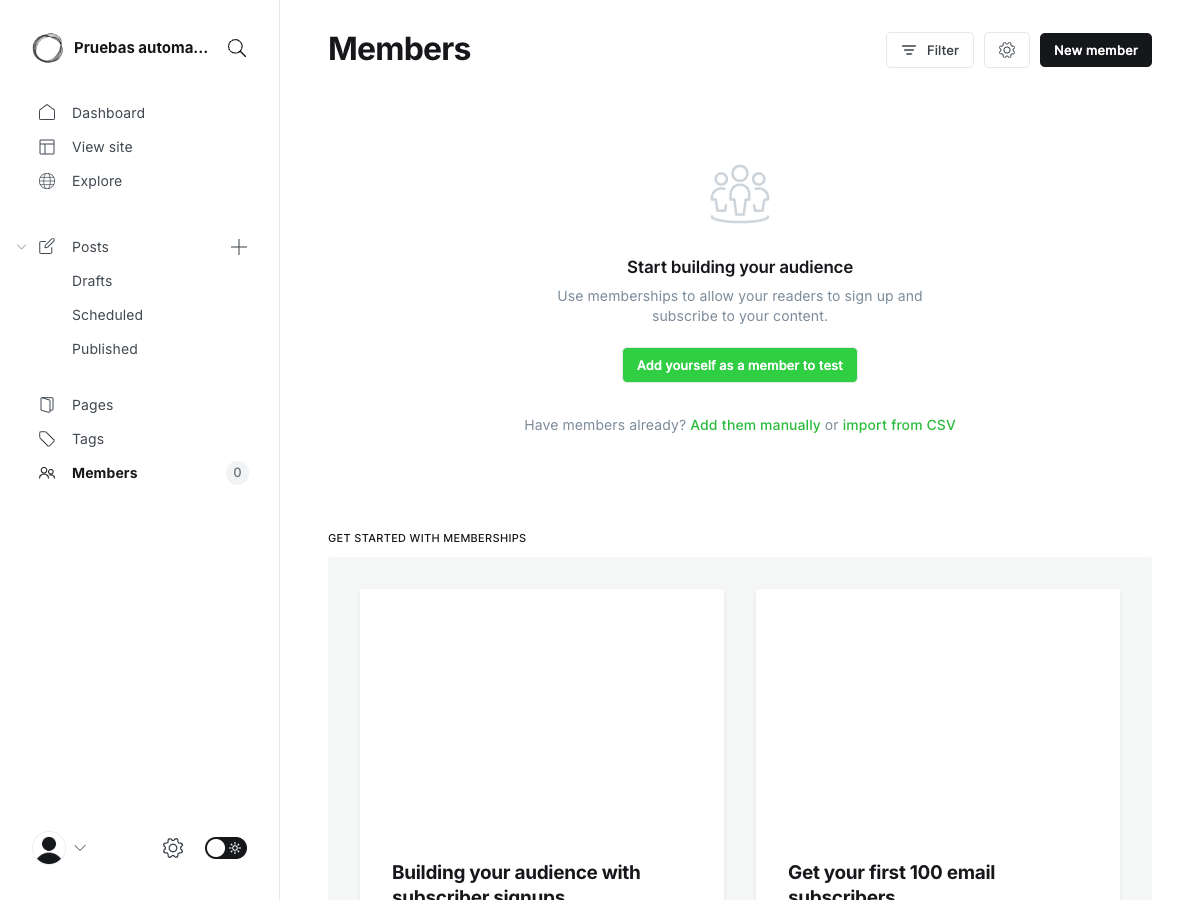 Pruebas automa...
Dashboard
View site
Explore
Posts
Drafts
Scheduled
Published
Pages
Tags
Members
0
Members
Filter
New member
Start building your audience
Use memberships to allow your readers to sign up and
subscribe to your content.
Add yourself as a member to test
Have members already? Add them manually or import from CSV
GET STARTED WITH MEMBERSHIPS
Building your audience with
subscriber signups
Get your first 100 email
subscribers